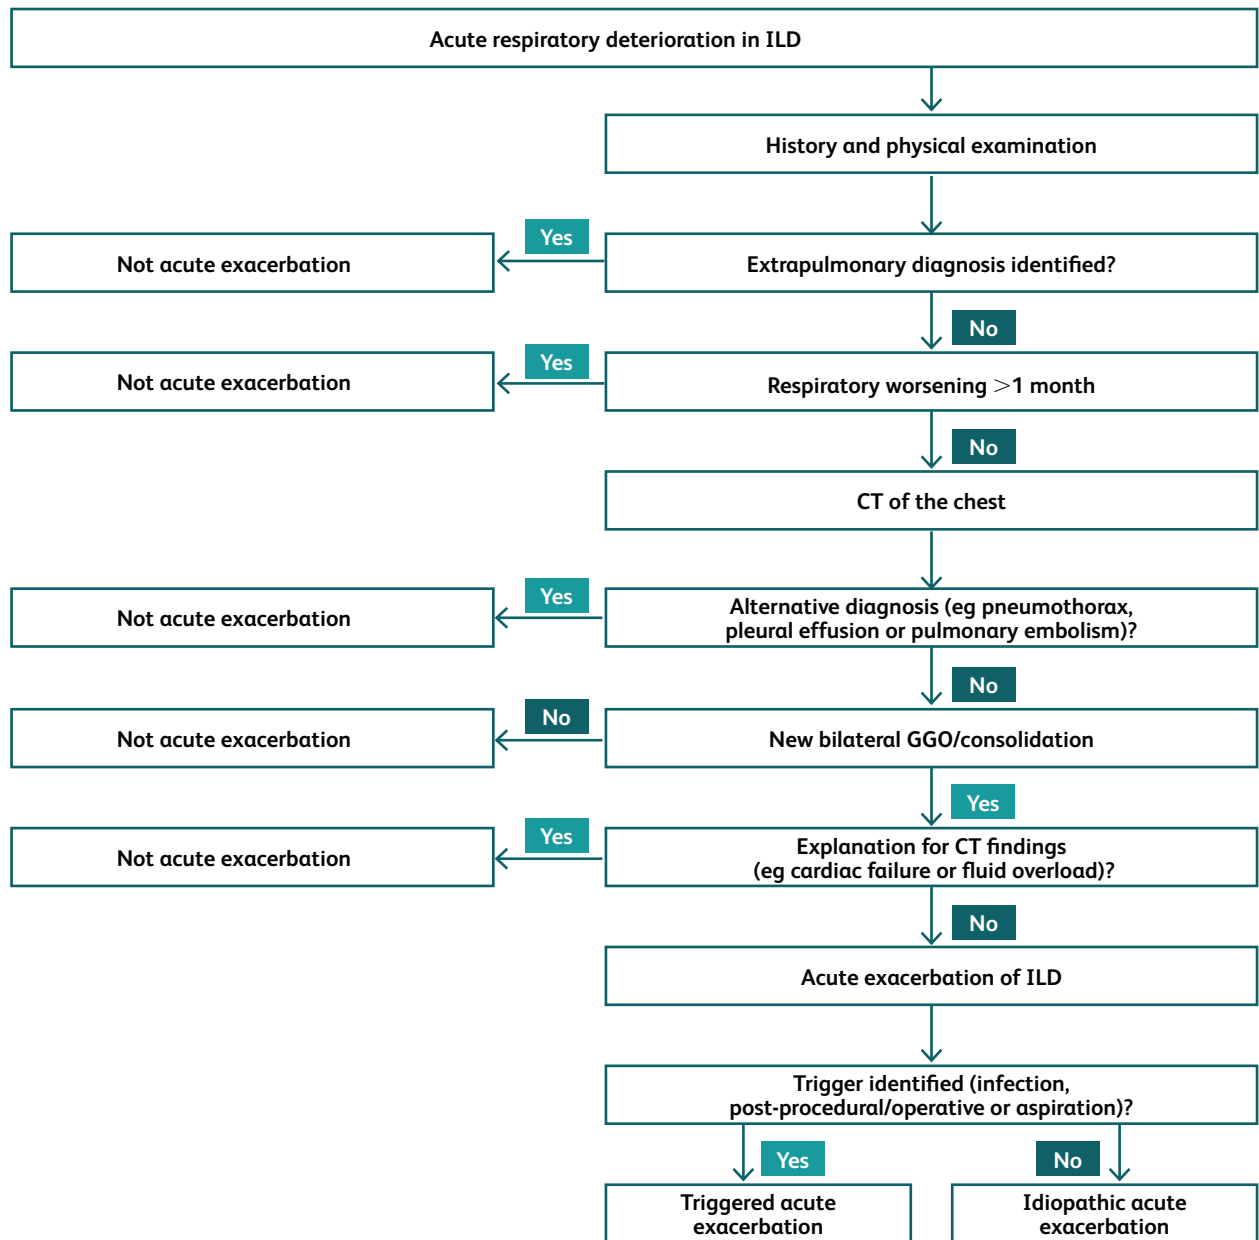 Acute respiratory deterioration in ILD
History and physical examination
Yes
Not acute exacerbation
Extrapulmonary diagnosis identified?
No
Yes
Not acute exacerbation
Respiratory worsening >1 month
No
CT of the chest
Yes
Not acute exacerbation
Alternative diagnosis (eg pneumothorax,
pleural effusion or pulmonary embolism)?
No
No
Not acute exacerbation
New bilateral GGO/consolidation
Yes
Yes
Not acute exacerbation
Explanation for CT findings
(eg cardiac failure or fluid overload)?
No
Acute exacerbation of ILD
Trigger identified (infection,
post-procedural/operative or aspiration)?
Yes
No
Triggered acute
exacerbation
Idiopathic acute
exacerbation